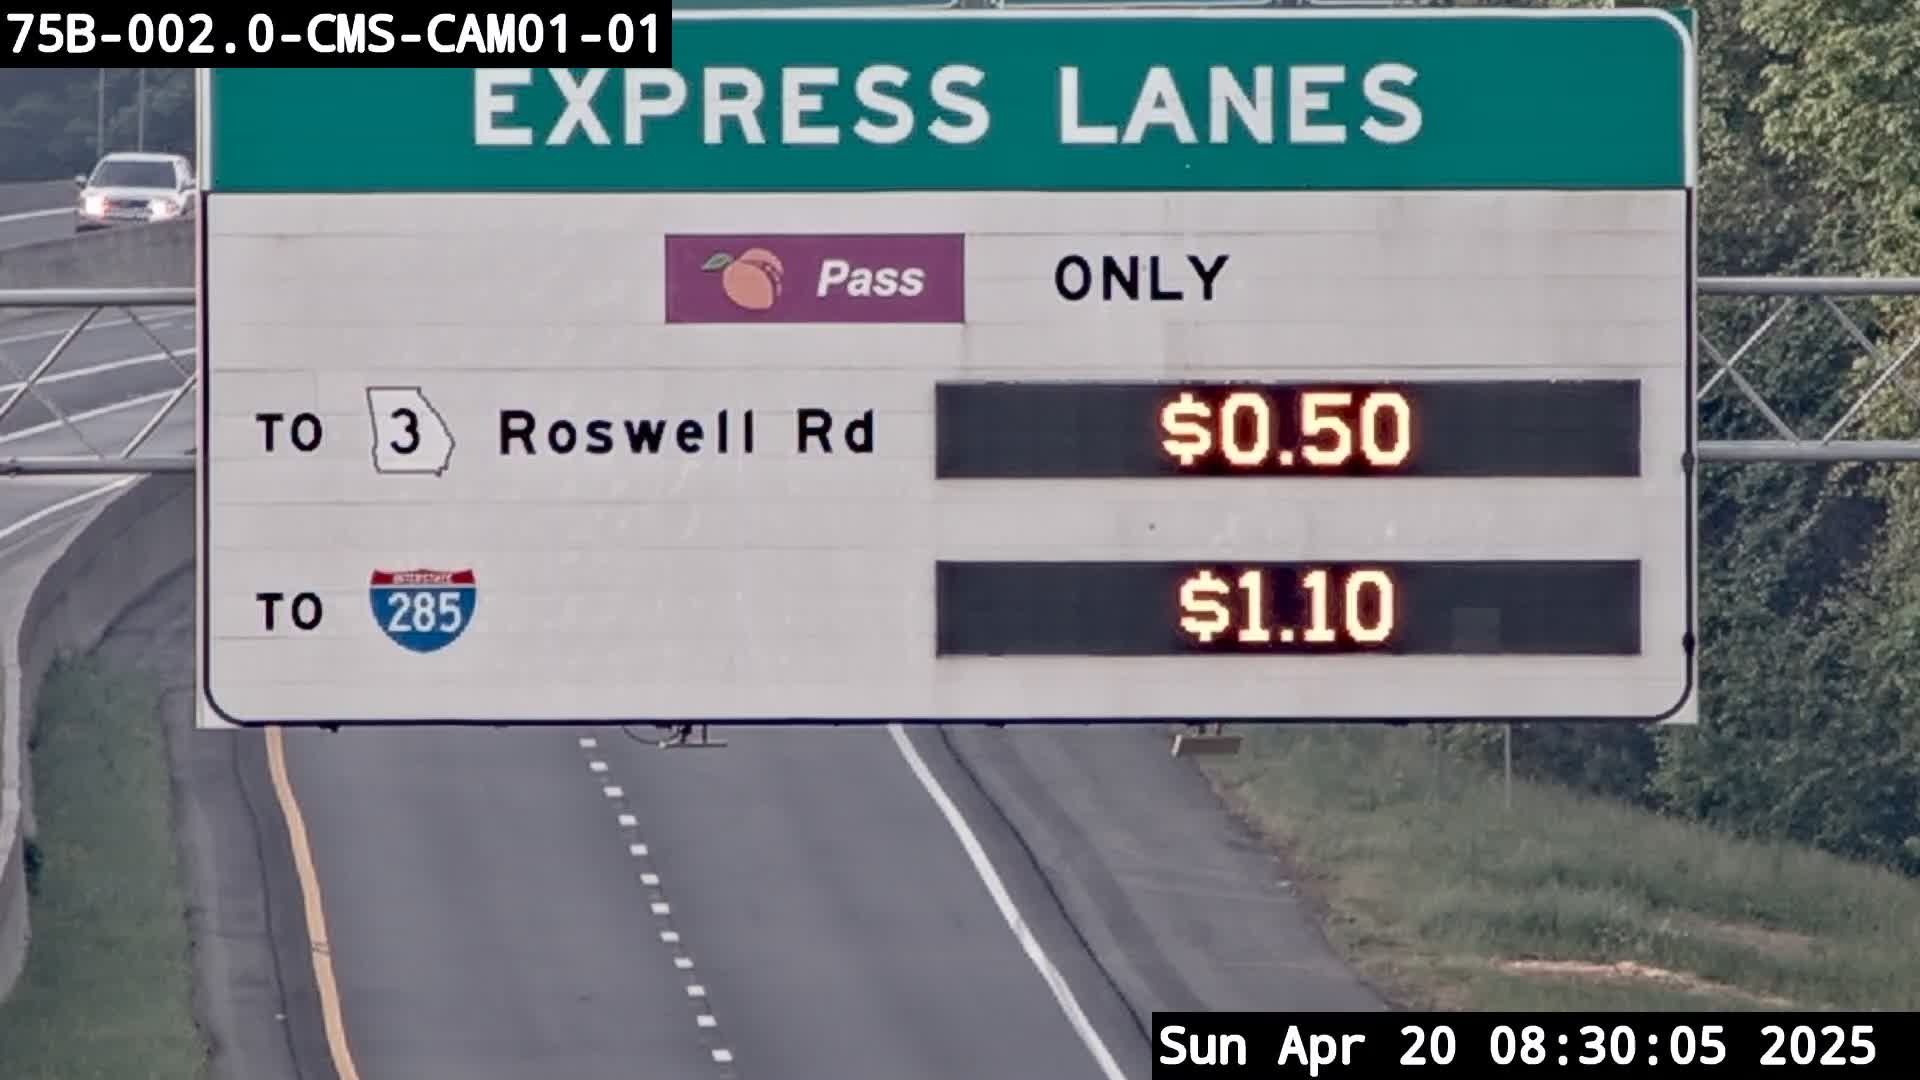 75B-002.0-CMS-CAM01-01
EXPRESS LANES
Pass ONLY
TO 3 Roswell Rd $0.50
INTERSTATE
TO 285 $1.10
Sun Apr 20 08:30:05 2025